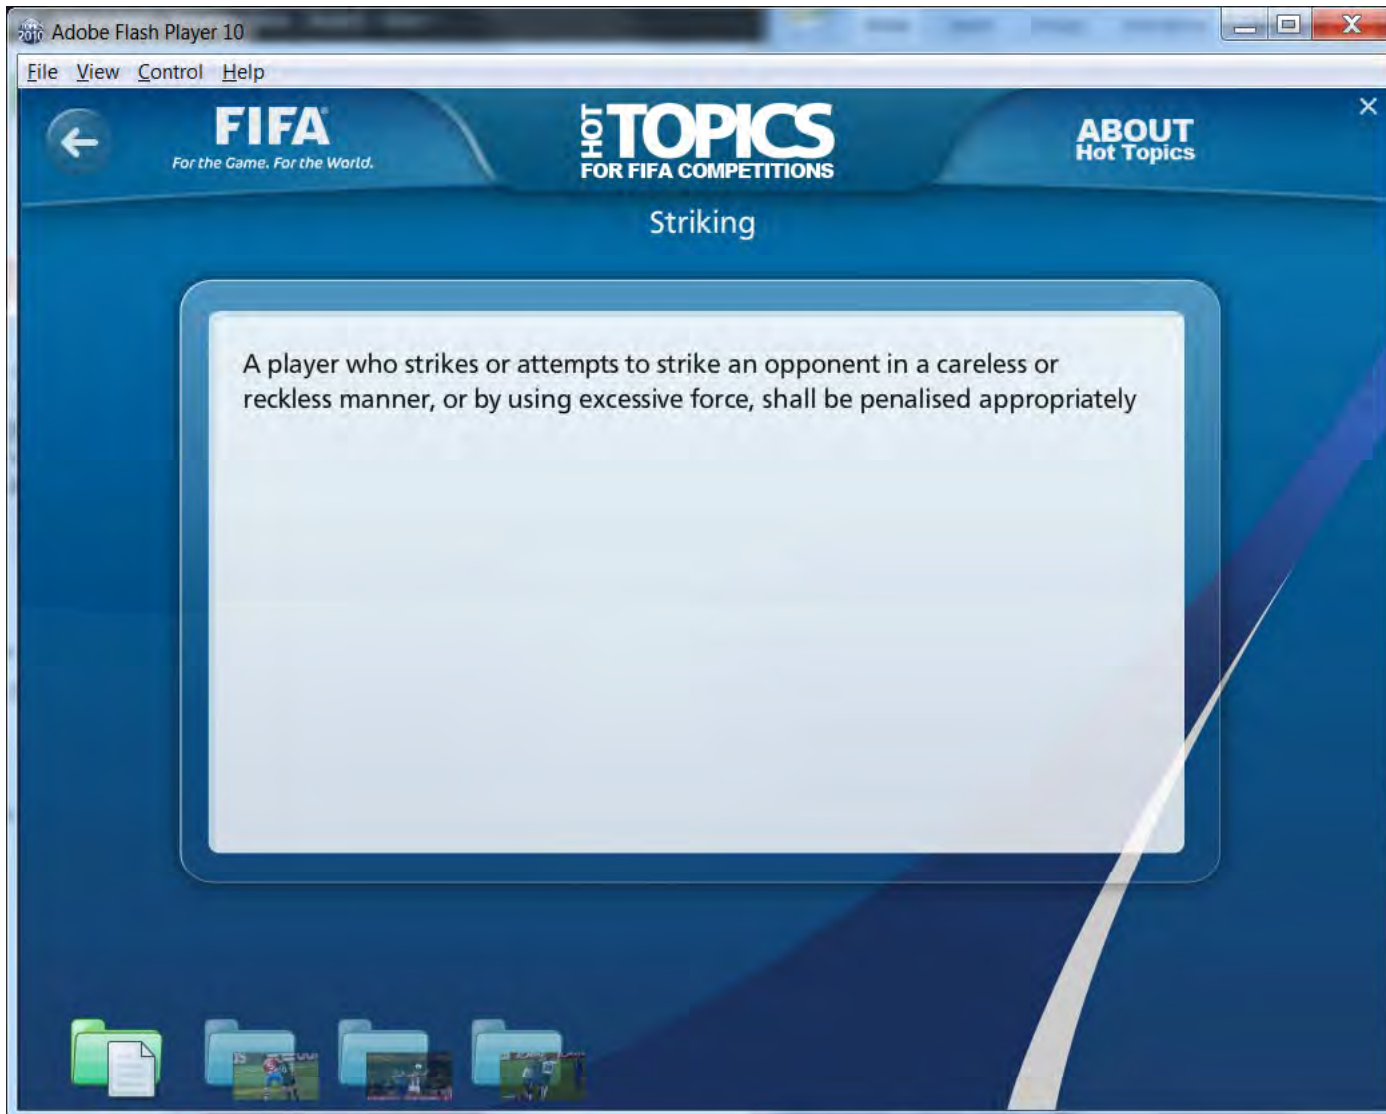 Adobe Flash Player 10
File View Control Help
FIFA
For the Game. For the World.
HOT TOPICS
FOR FIFA COMPETITIONS
ABOUT
Hot Topics
Striking
A player who strikes or attempts to strike an opponent in a careless or
reckless manner, or by using excessive force, shall be penalised appropriately